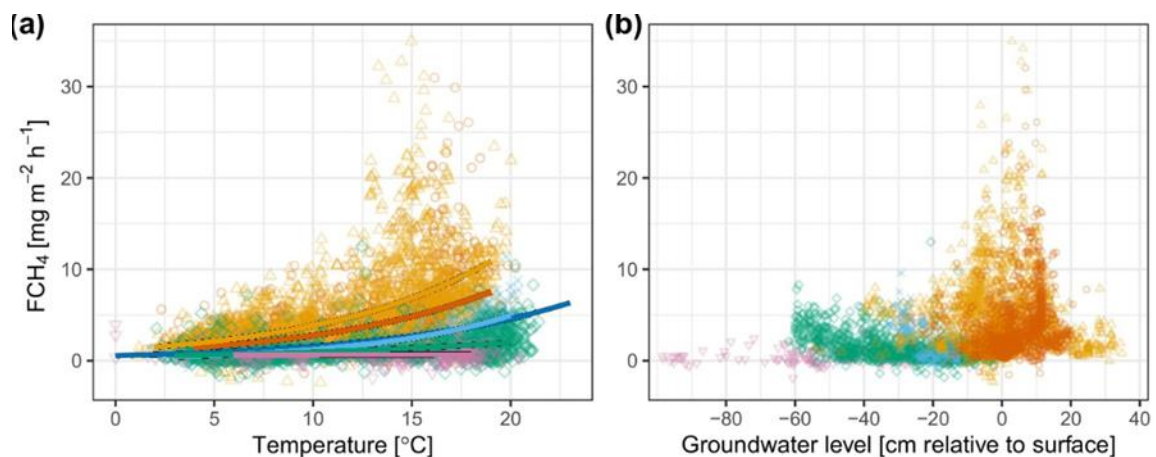 (a)
(b)
FCH₄ [mg m⁻² h⁻¹]
30
20
10
0
0 5 10 15 20
Temperature [°C]
30
20
10
0
−80 −60 −40 −20 0 20 40
Groundwater level [cm relative to surface]